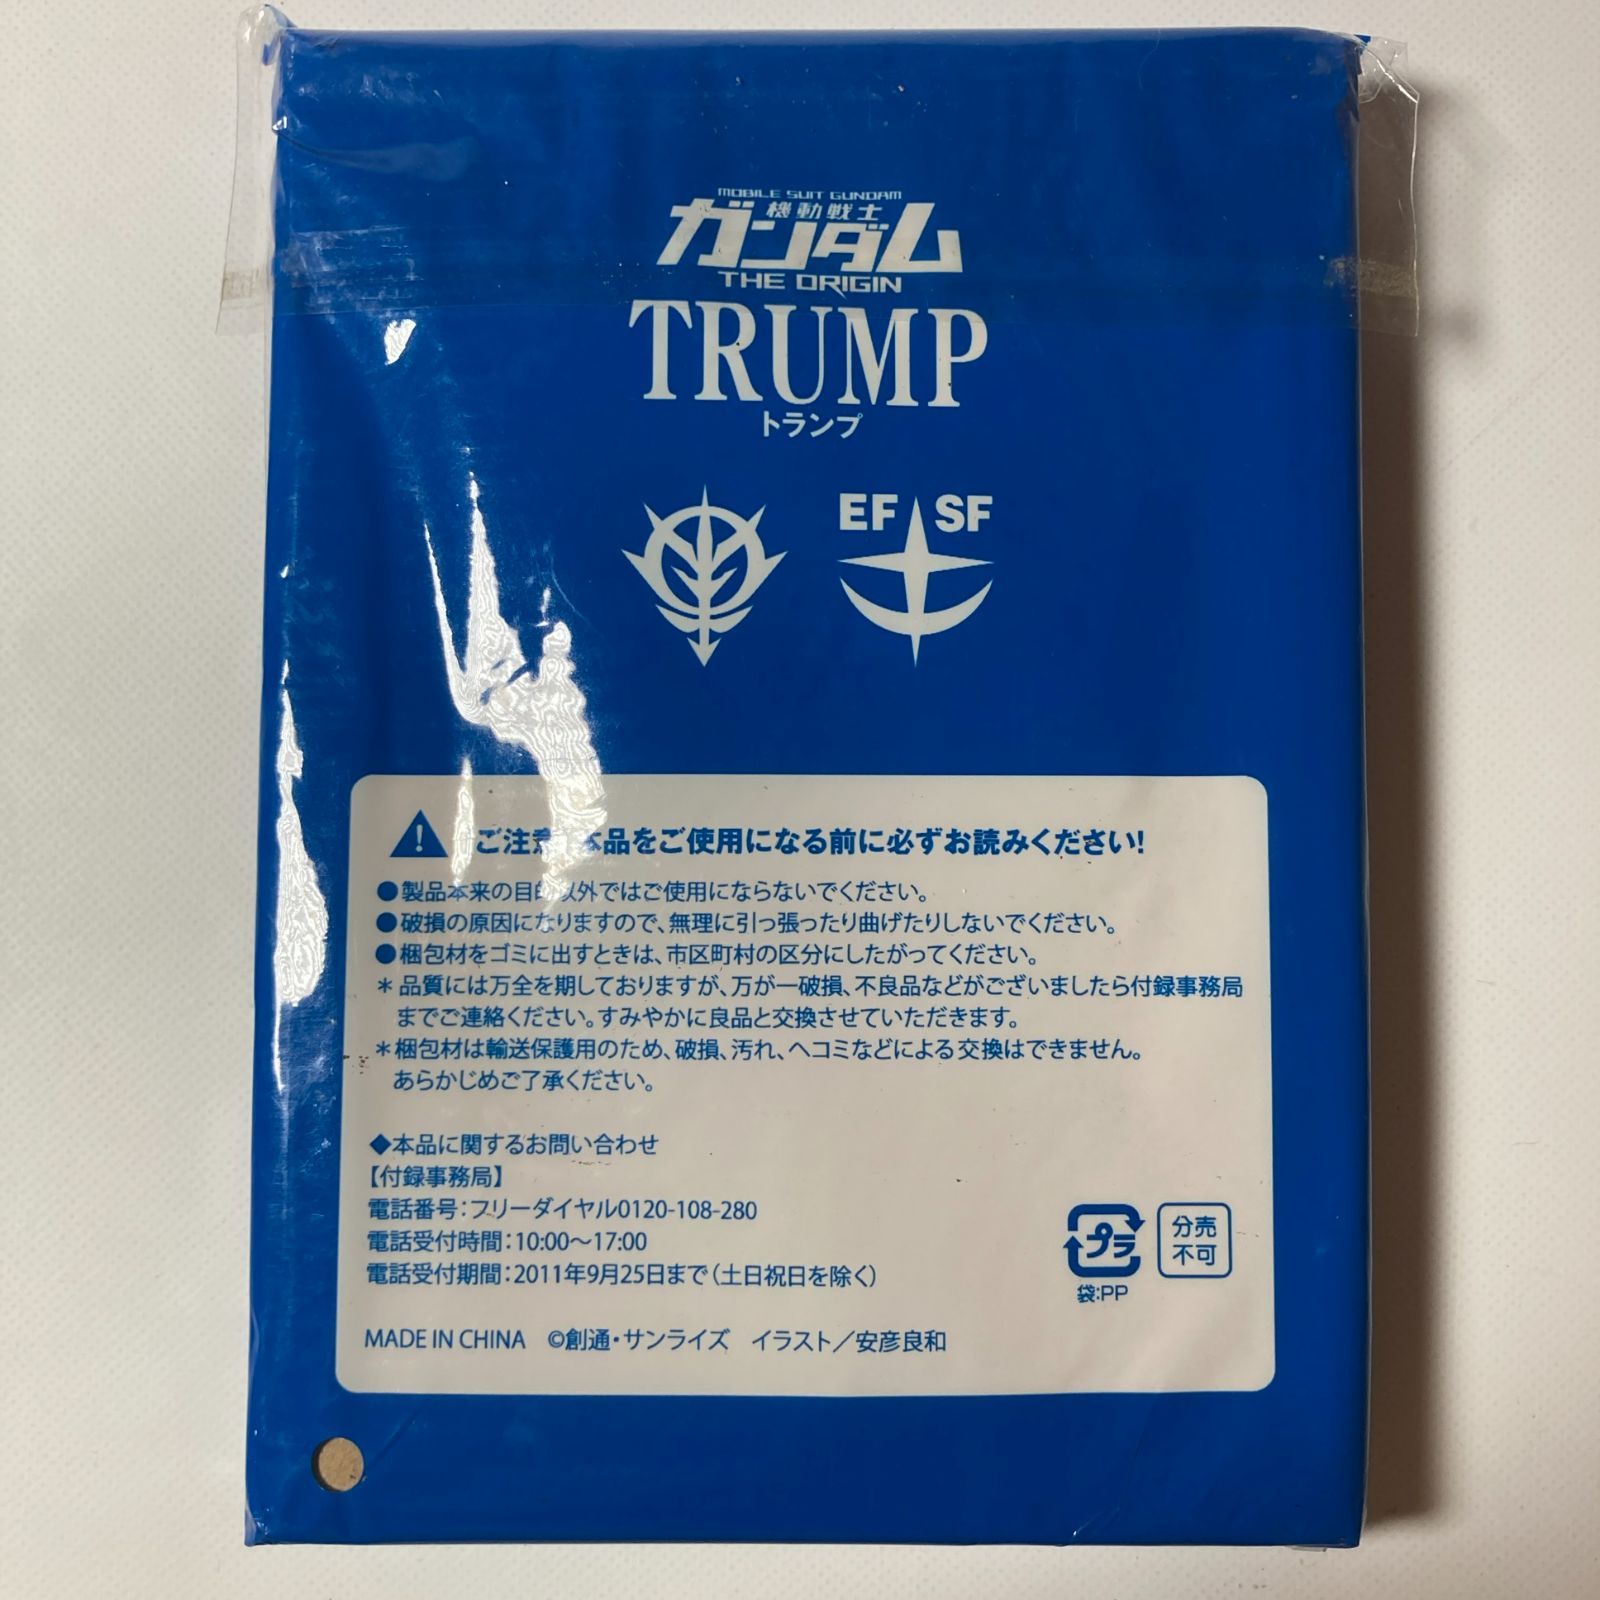 MOBILE SUIT GUNDAM
機動戦士
ガンダム
THE ORIGIN
TRUMP
トランプ
EF SF
! ご注意 本品をご使用になる前に必ずお読みください!
●製品本来の目的以外ではご使用にならないでください。
●破損の原因になりますので、無理に引っ張ったり曲げたりしないでください。
●梱包材をゴミに出すときは、市区町村の区分にしたがってください。
＊品質には万全を期しておりますが、万が一破損、不良品などがございましたら付録事務局
までご連絡ください。すみやかに良品と交換させていただきます。
＊梱包材は輸送保護用のため、破損、汚れ、ヘコミなどによる交換はできません。
あらかじめご了承ください。
◆本品に関するお問い合わせ
【付録事務局】
電話番号：フリーダイヤル0120-108-280
電話受付時間：10:00〜17:00
電話受付期間：2011年9月25日まで（土日祝日を除く）
プラ
袋:PP
分売
不可
MADE IN CHINA ©創通・サンライズ イラスト／安彦良和